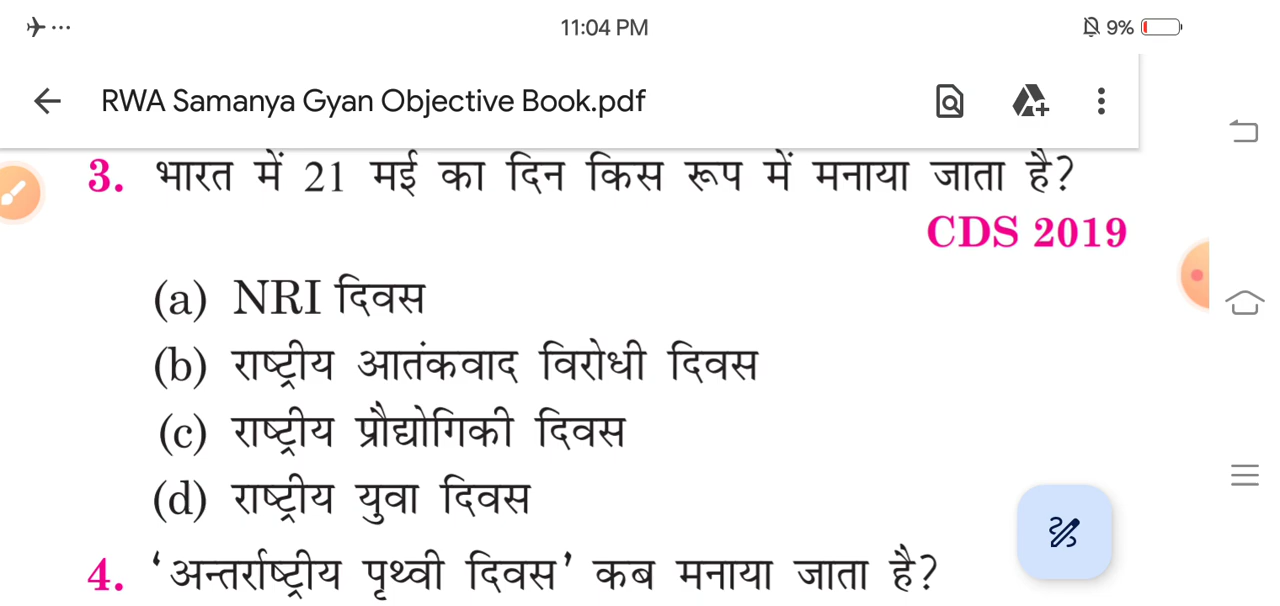 11:04 PM
9%
RWA Samanya Gyan Objective Book.pdf
3. भारत में 21 मई का दिन किस रूप में मनाया जाता है?
CDS 2019
(a) NRI दिवस
(b) राष्ट्रीय आतंकवाद विरोधी दिवस
(c) राष्ट्रीय प्रौद्योगिकी दिवस
(d) राष्ट्रीय युवा दिवस
4. ‘अन्तर्राष्ट्रीय पृथ्वी दिवस’ कब मनाया जाता है?